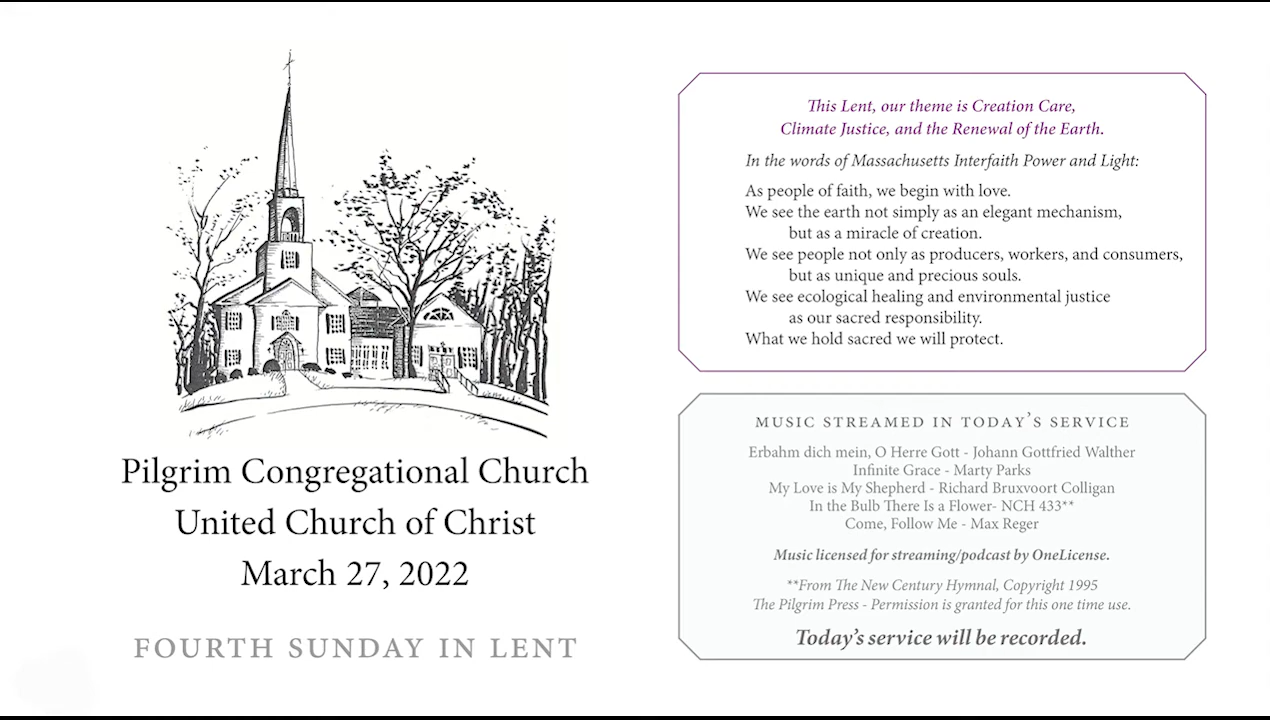 Pilgrim Congregational Church
United Church of Christ
March 27, 2022
FOURTH SUNDAY IN LENT
This Lent, our theme is Creation Care,
Climate Justice, and the Renewal of the Earth.
In the words of Massachusetts Interfaith Power and Light:
As people of faith, we begin with love.
We see the earth not simply as an elegant mechanism,
but as a miracle of creation.
We see people not only as producers, workers, and consumers,
but as unique and precious souls.
We see ecological healing and environmental justice
as our sacred responsibility.
What we hold sacred we will protect.
MUSIC STREAMED IN TODAY'S SERVICE
Erbahm dich mein, O Herre Gott - Johann Gottfried Walther
Infinite Grace - Marty Parks
My Love is My Shepherd - Richard Bruxvoort Colligan
In the Bulb There Is a Flower- NCH 433**
Come, Follow Me - Max Reger
Music licensed for streaming/podcast by OneLicense.
**From The New Century Hymnal, Copyright 1995
The Pilgrim Press - Permission is granted for this one time use.
Today's service will be recorded.